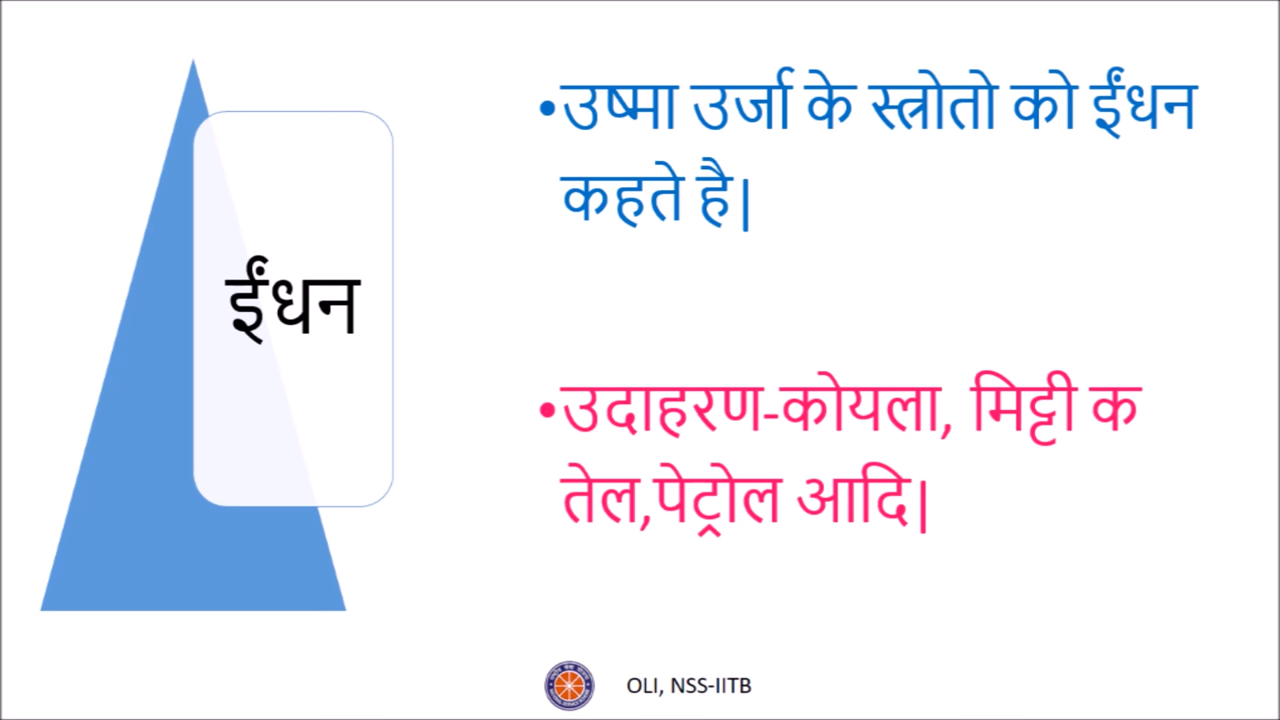 ईंधन
•उष्मा उर्जा के स्त्रोतो को ईंधन
कहते है|
•उदाहरण-कोयला, मिट्टी क
तेल,पेट्रोल आदि|
OLI, NSS-IITB